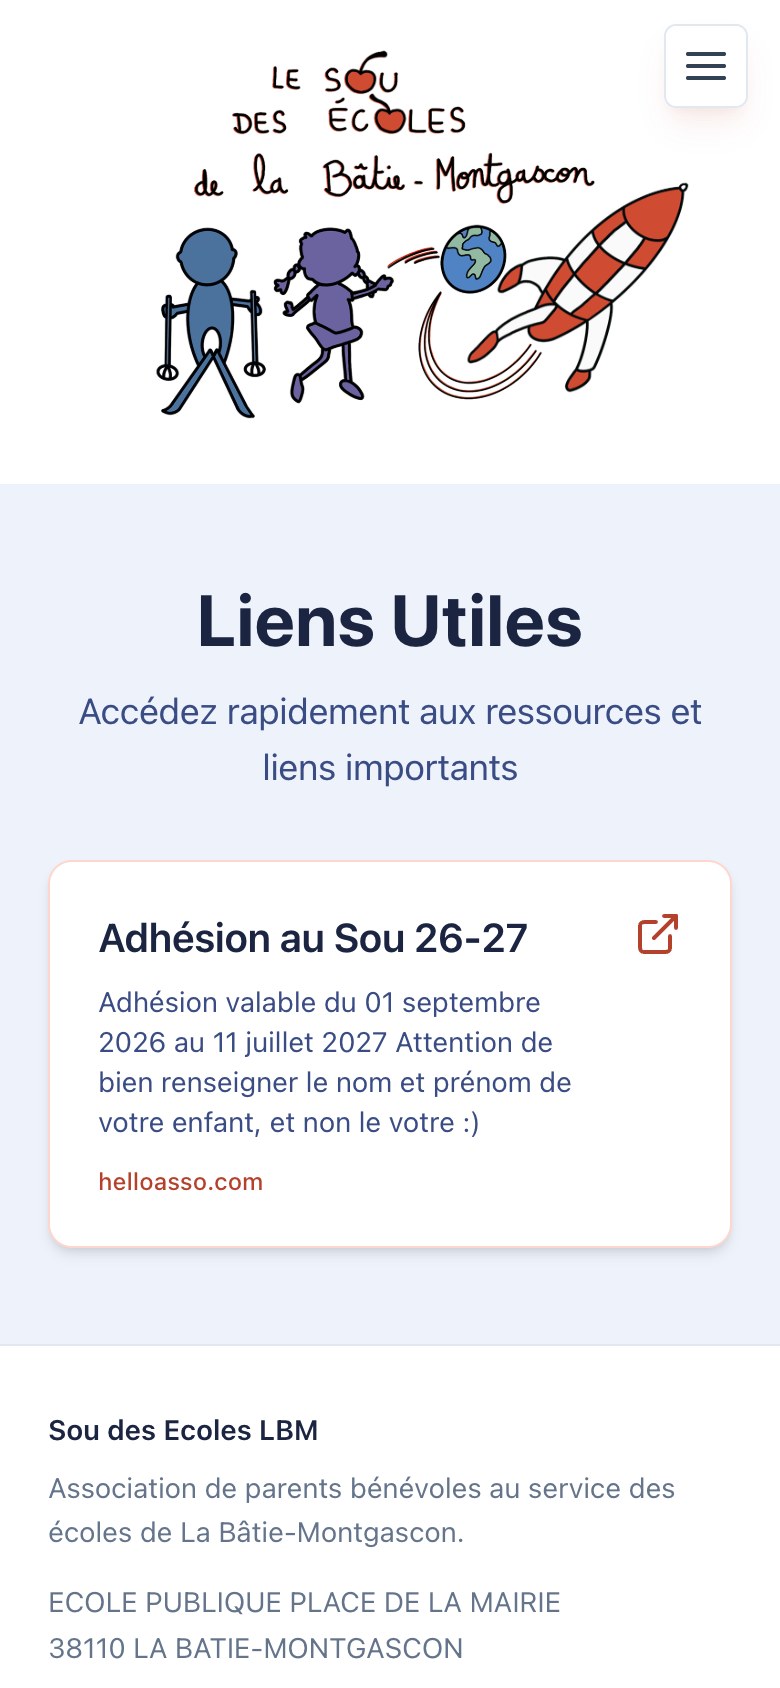 LE SOU
DES ÉCOLES
de la Bâtie - Montgascon
Liens Utiles
Accédez rapidement aux ressources et
liens importants
Adhésion au Sou 26-27
Adhésion valable du 01 septembre
2026 au 11 juillet 2027 Attention de
bien renseigner le nom et prénom de
votre enfant, et non le votre :)
helloasso.com
Sou des Ecoles LBM
Association de parents bénévoles au service des
écoles de La Bâtie-Montgascon.
ECOLE PUBLIQUE PLACE DE LA MAIRIE
38110 LA BATIE-MONTGASCON